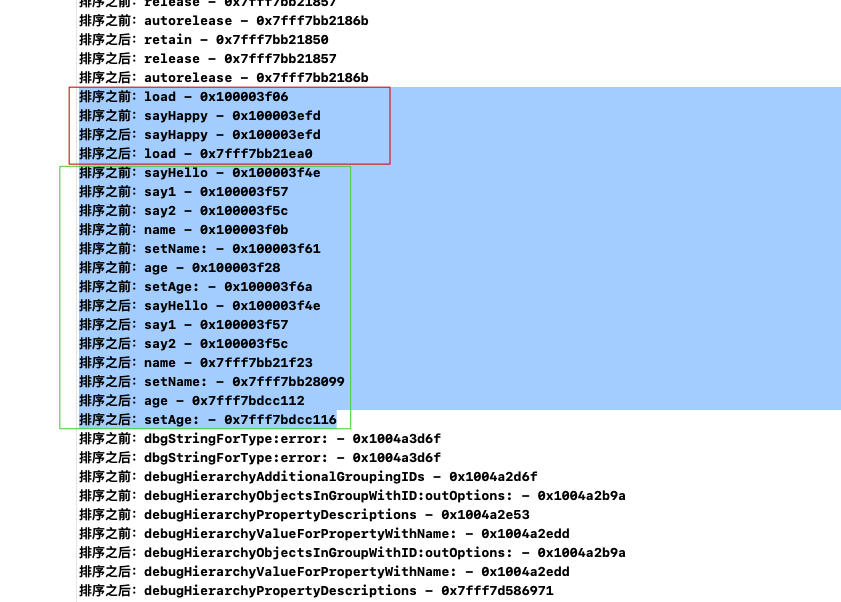 排序之前: release - 0x7fff7bb21857
排序之前: autorelease - 0x7fff7bb2186b
排序之后: retain - 0x7fff7bb21850
排序之后: release - 0x7fff7bb21857
排序之后: autorelease - 0x7fff7bb2186b
排序之前: load - 0x100003f06
排序之前: sayHappy - 0x100003efd
排序之后: sayHappy - 0x100003efd
排序之后: load - 0x7fff7bb21ea0
排序之前: sayHello - 0x100003f4e
排序之前: say1 - 0x100003f57
排序之前: say2 - 0x100003f5c
排序之前: name - 0x100003f0b
排序之前: setName: - 0x100003f61
排序之前: age - 0x100003f28
排序之前: setAge: - 0x100003f6a
排序之后: sayHello - 0x100003f4e
排序之后: say1 - 0x100003f57
排序之后: say2 - 0x100003f5c
排序之后: name - 0x7fff7bb21f23
排序之后: setName: - 0x7fff7bb28099
排序之后: age - 0x7fff7bdcc112
排序之后: setAge: - 0x7fff7bdcc116
排序之前: dbgStringForType:error: - 0x1004a3d6f
排序之后: dbgStringForType:error: - 0x1004a3d6f
排序之前: debugHierarchyAdditionalGroupingIDs - 0x1004a2d6f
排序之前: debugHierarchyObjectsInGroupWithID:outOptions: - 0x1004a2b9a
排序之前: debugHierarchyPropertyDescriptions - 0x1004a2e53
排序之前: debugHierarchyValueForPropertyWithName: - 0x1004a2edd
排序之后: debugHierarchyObjectsInGroupWithID:outOptions: - 0x1004a2b9a
排序之后: debugHierarchyValueForPropertyWithName: - 0x1004a2edd
排序之后: debugHierarchyPropertyDescriptions - 0x7fff7d586971